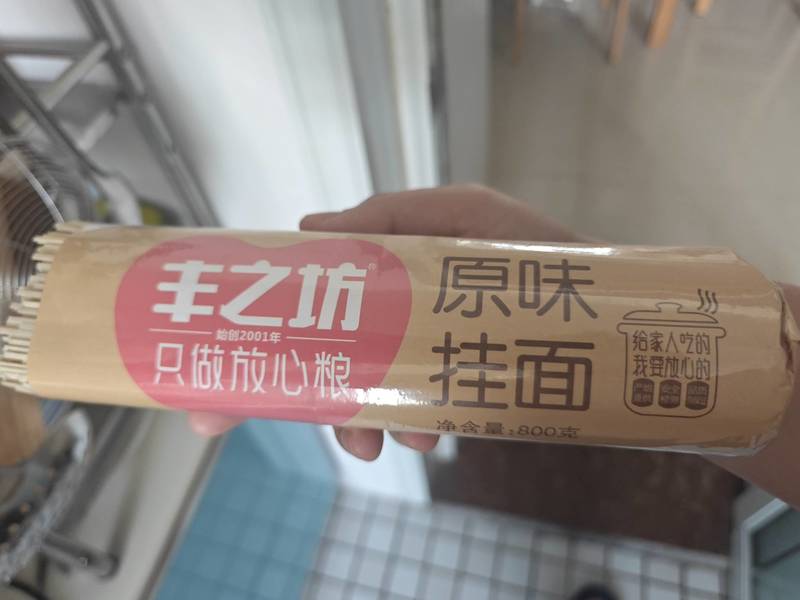 丰之坊®
始创2001年
只做放心粮
原味
挂面
净含量:800克
给家人吃的
我要放心的